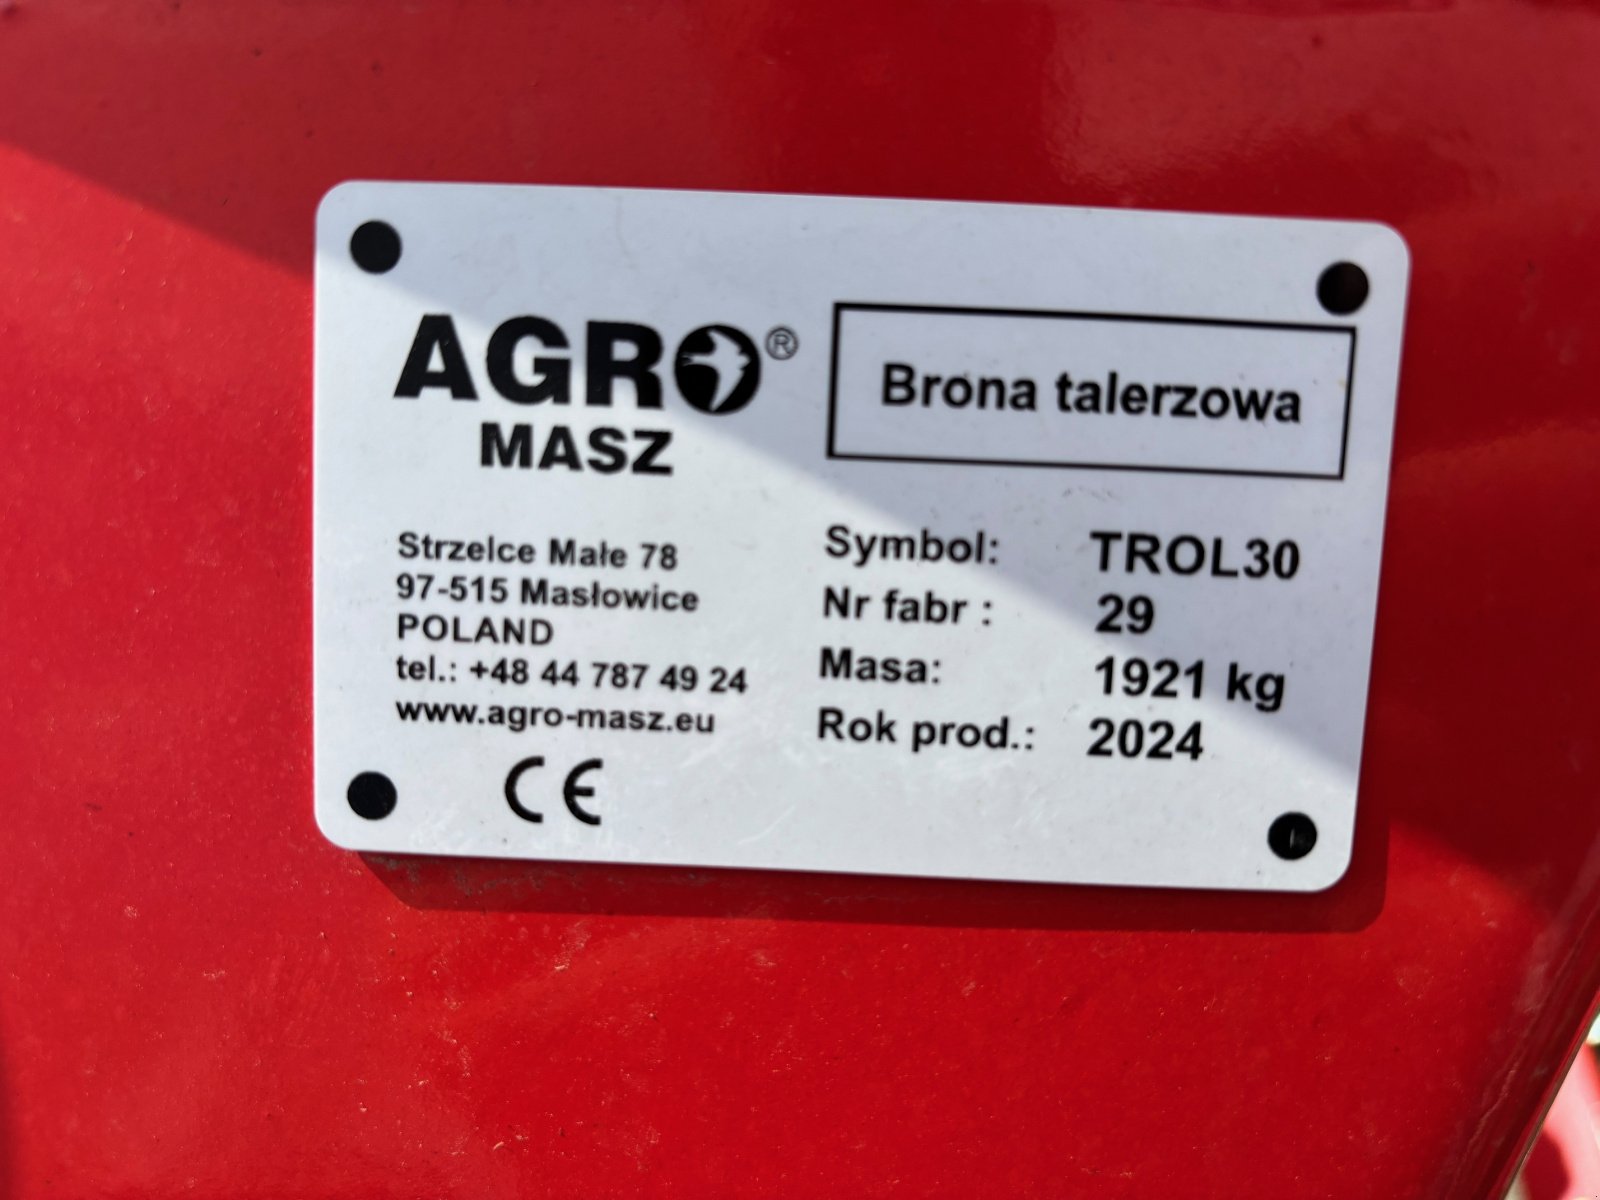 AGRO®
MASZ
Brona talerzowa
Strzelce Małe 78
97-515 Masłowice
POLAND
tel.: +48 44 787 49 24
www.agro-masz.eu
CE
Symbol: TROL30
Nr fabr : 29
Masa: 1921 kg
Rok prod.: 2024